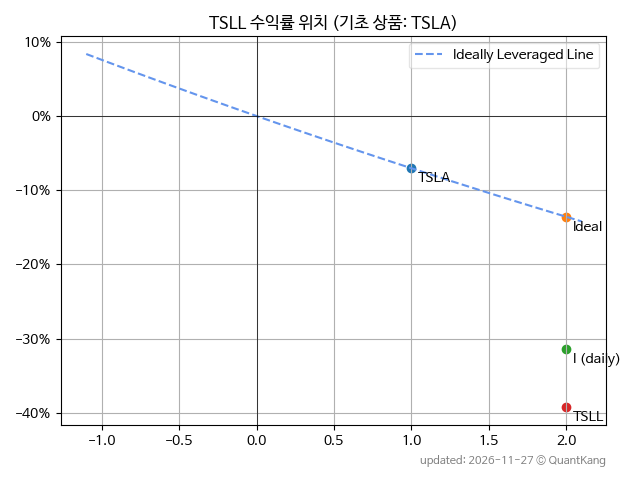 TSLL 수익률 위치 (기초 상품: TSLA)
10%
Ideally Leveraged Line
0%
TSLA
−10%
Ideal
−20%
−30%
I (daily)
−40%
TSLL
−1.0
−0.5
0.0
0.5
1.0
1.5
2.0
updated: 2026-11-27 © QuantKang